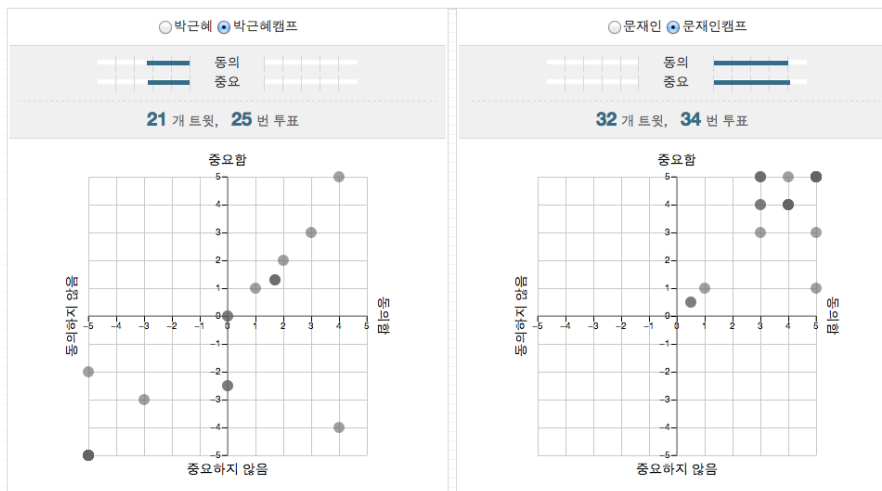 박근혜 박근혜캠프
동의
중요
21 개 트윗, 25 번 투표
중요함
5
4
3
2
1
동의하지 않음
-5 -4 -3 -2 -1 0 1 2 3 4 5
동의함
-1
-2
-3
-4
-5
중요하지 않음
문재인 문재인캠프
동의
중요
32 개 트윗, 34 번 투표
중요함
5
4
3
2
1
동의하지 않음
-5 -4 -3 -2 -1 0 1 2 3 4 5
동의함
-1
-2
-3
-4
-5
중요하지 않음